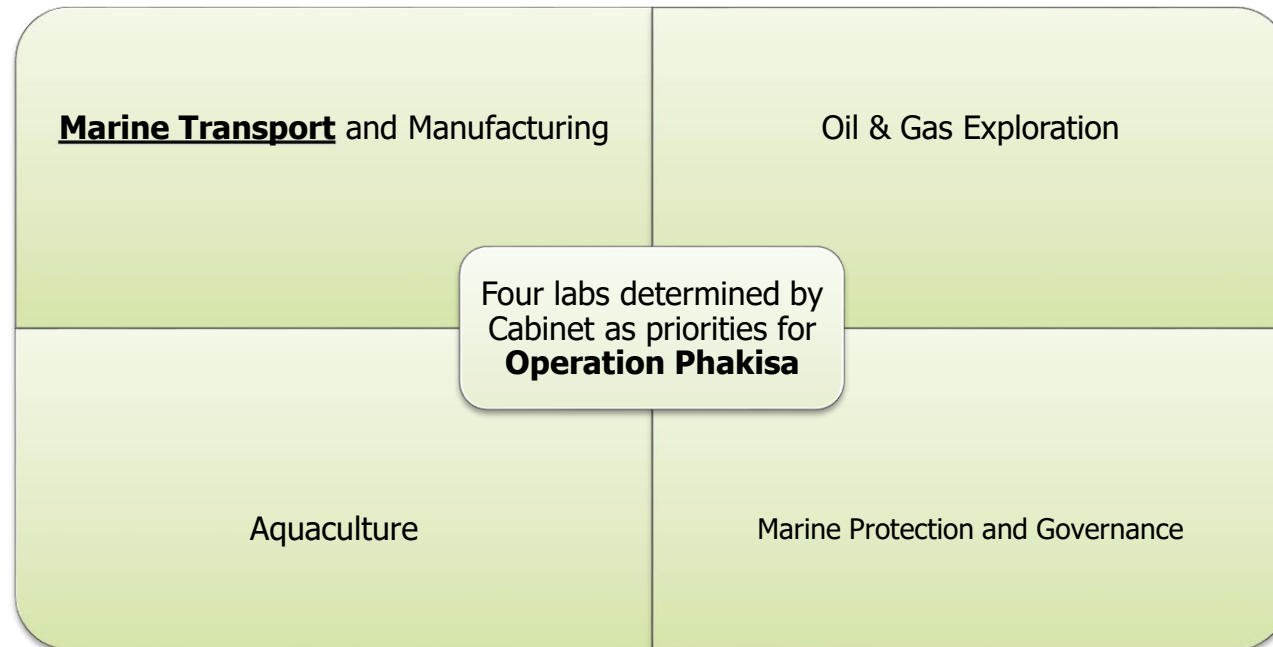 Marine Transport and Manufacturing
Oil & Gas Exploration
Four labs determined by
Cabinet as priorities for
Operation Phakisa
Aquaculture
Marine Protection and Governance